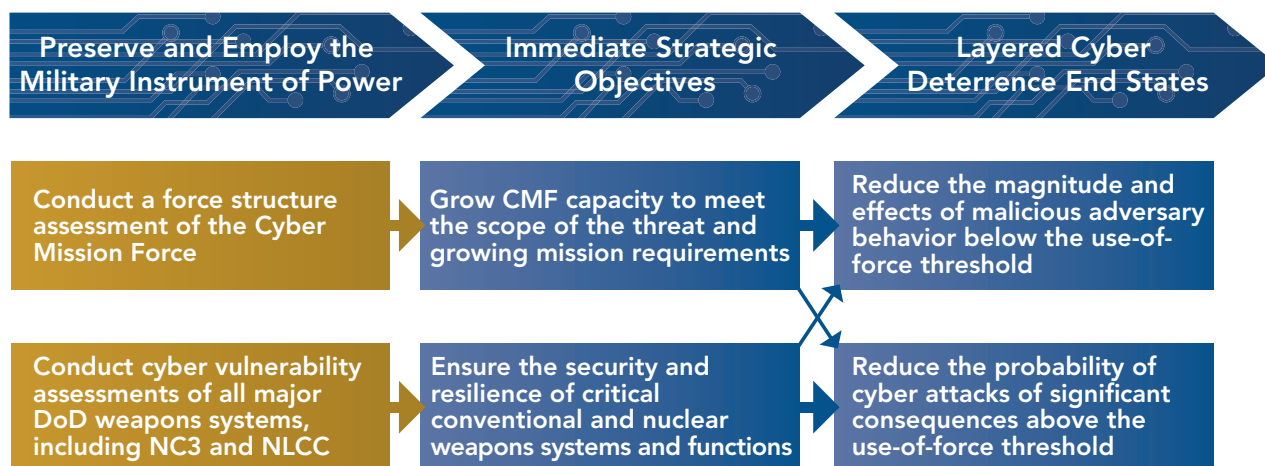 Preserve and Employ the
Military Instrument of Power
Immediate Strategic
Objectives
Layered Cyber
Deterrence End States
Conduct a force structure
assessment of the Cyber
Mission Force
Grow CMF capacity to meet
the scope of the threat and
growing mission requirements
Reduce the magnitude and
effects of malicious adversary
behavior below the use-of-
force threshold
Conduct cyber vulnerability
assessments of all major
DoD weapons systems,
including NC3 and NLCC
Ensure the security and
resilience of critical
conventional and nuclear
weapons systems and functions
Reduce the probability of
cyber attacks of significant
consequences above the
use-of-force threshold